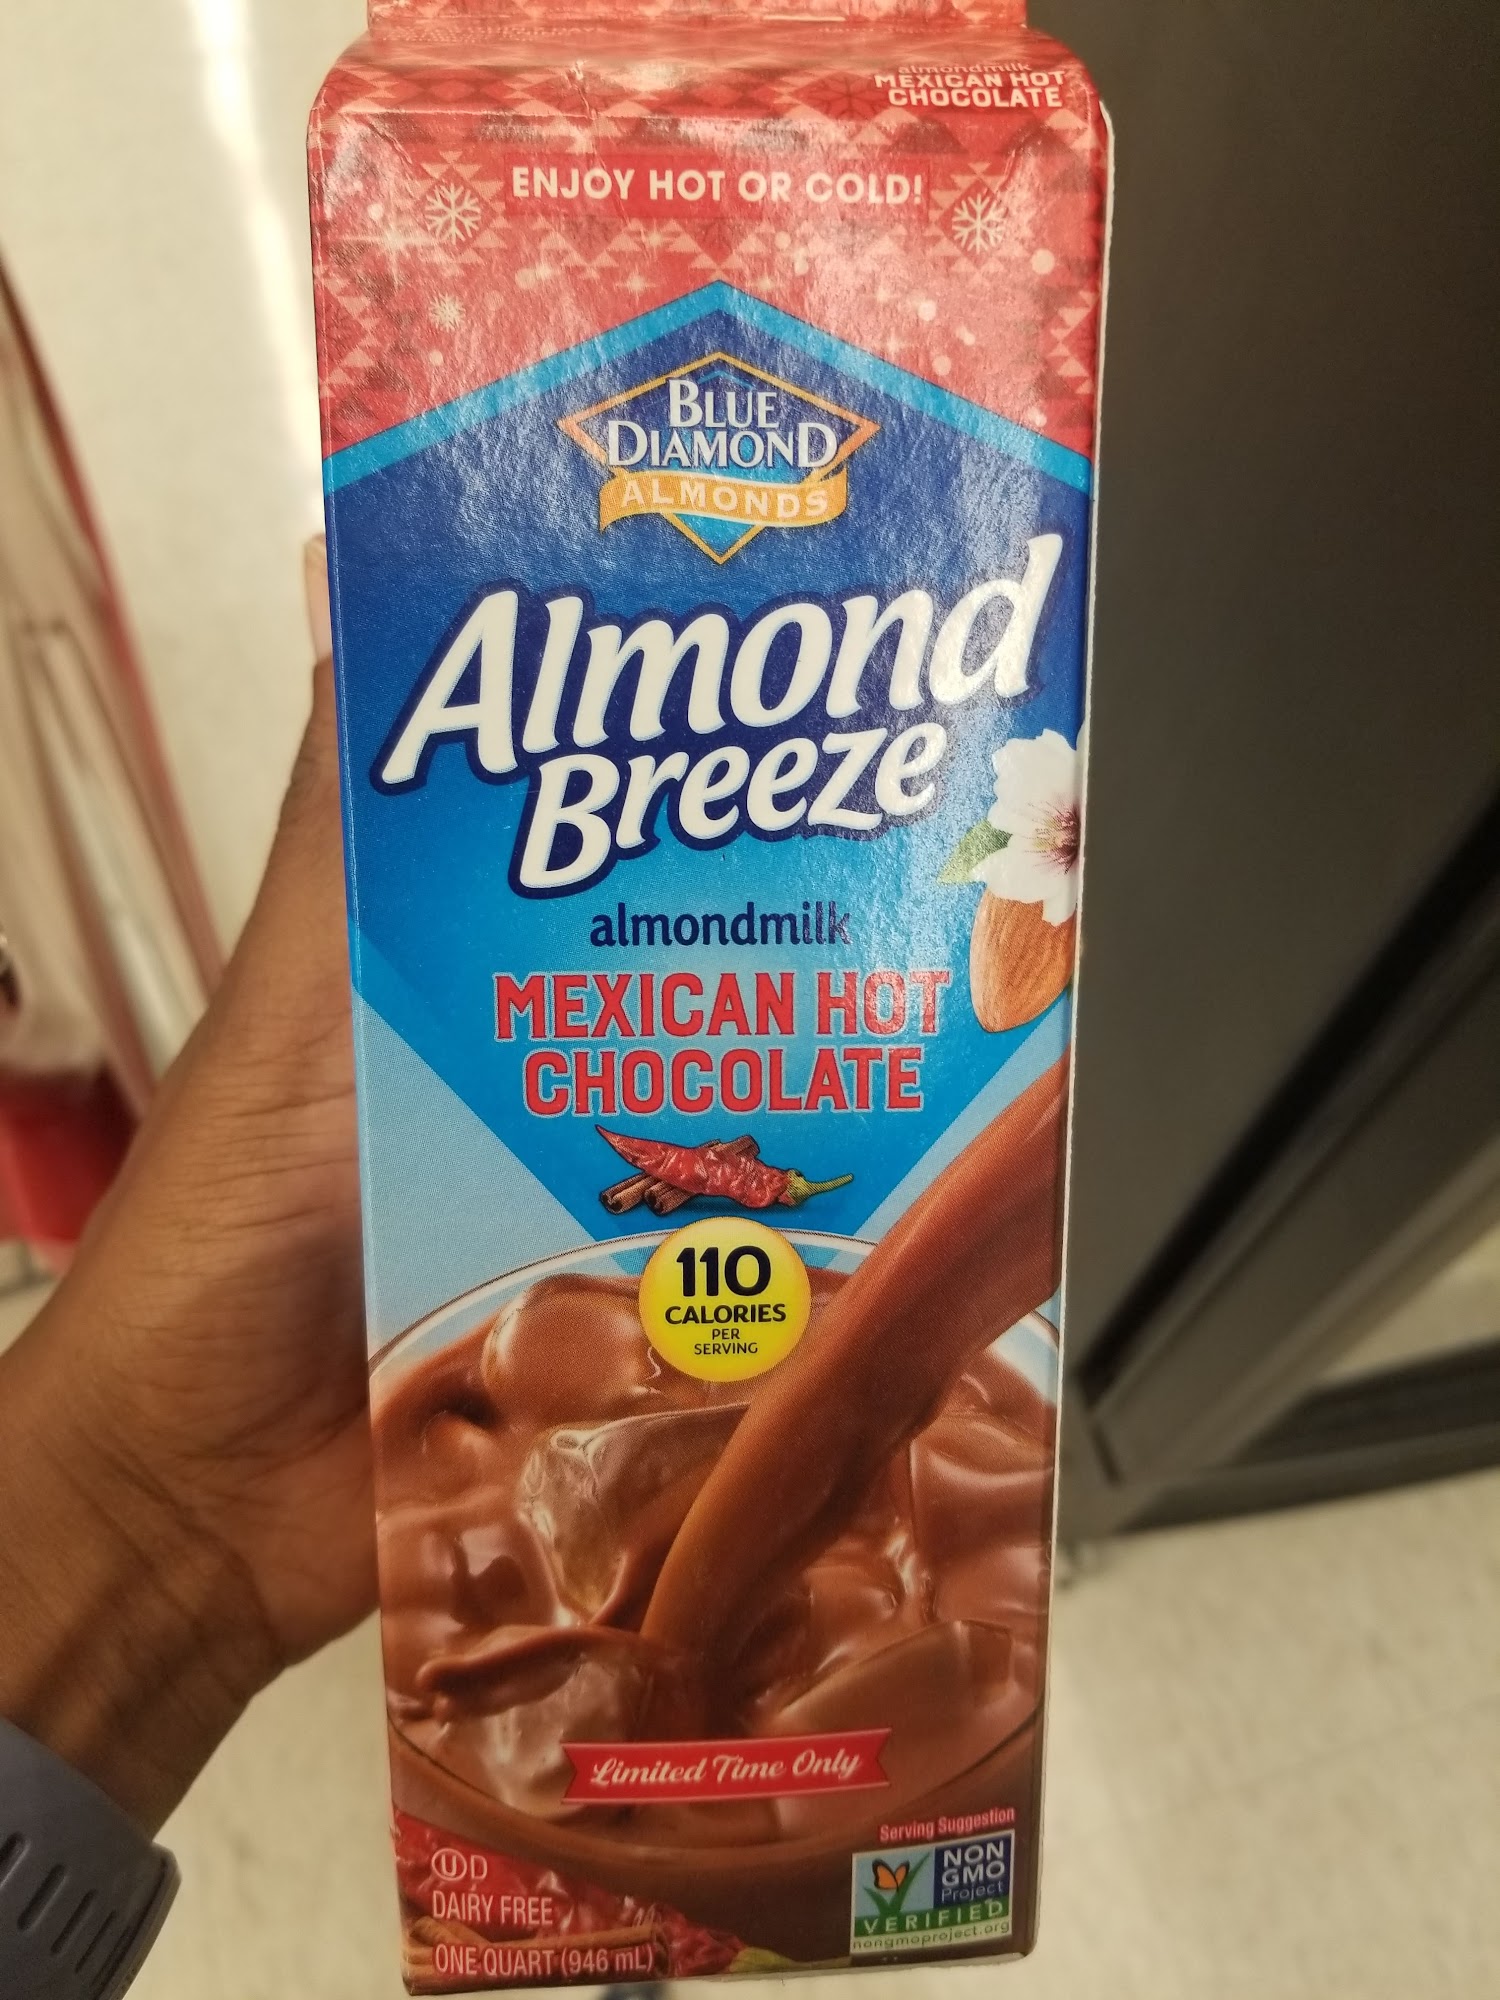 almondmilk
MEXICAN HOT
CHOCOLATE
ENJOY HOT OR COLD!
BLUE
DIAMOND
ALMONDS
Almond
Breeze
almondmilk
MEXICAN HOT
CHOCOLATE
110
CALORIES
PER
SERVING
Limited Time Only
Serving Suggestion
U D
DAIRY FREE
ONE QUART (946 mL)
NON
GMO
Project
VERIFIED
nongmoproject.org